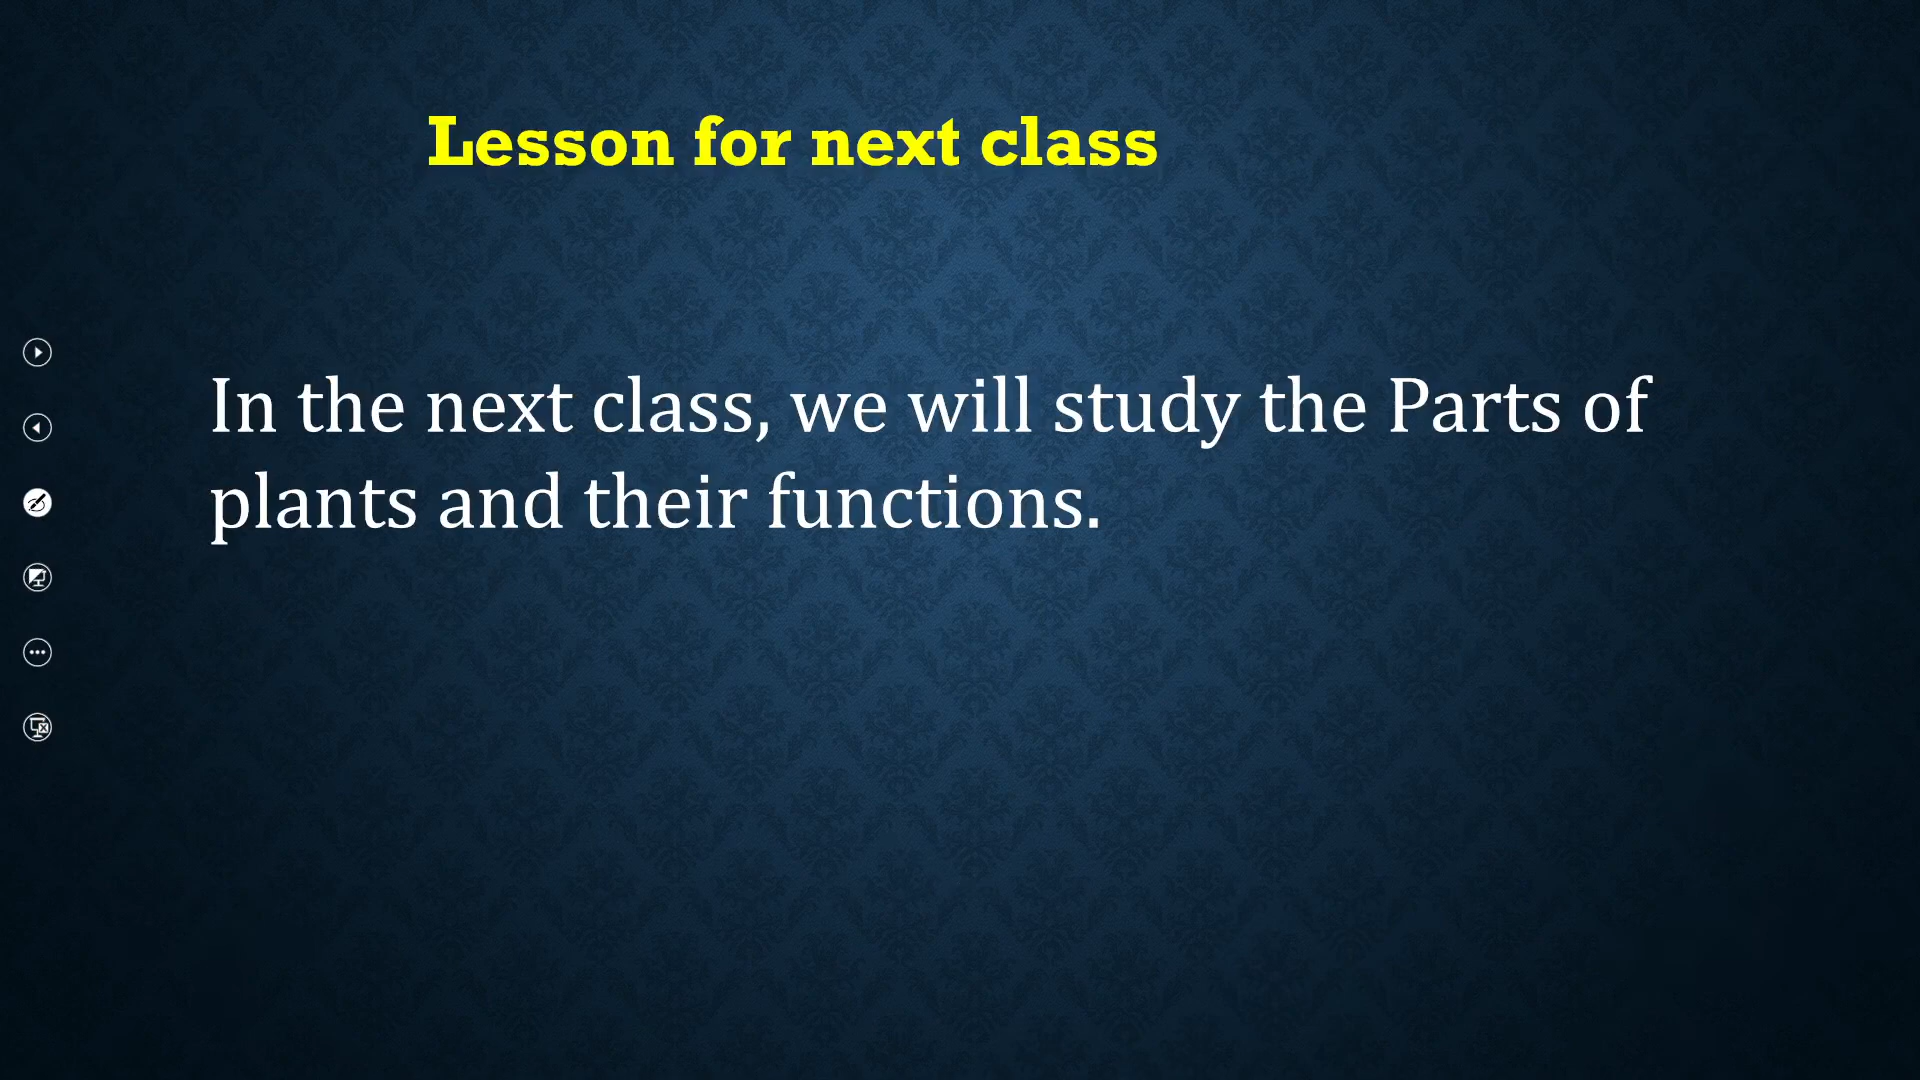 Lesson for next class
In the next class, we will study the Parts of
plants and their functions.